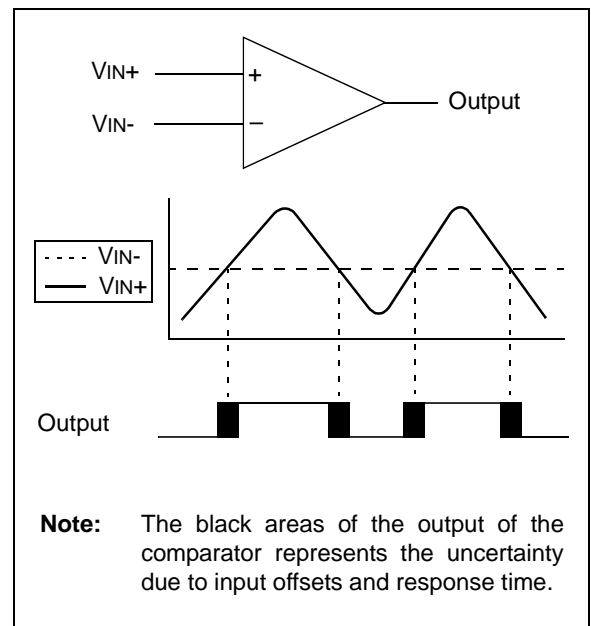 VIN+
+
Output
VIN-
–
VIN-
VIN+
Output
Note: The black areas of the output of the
comparator represents the uncertainty
due to input offsets and response time.